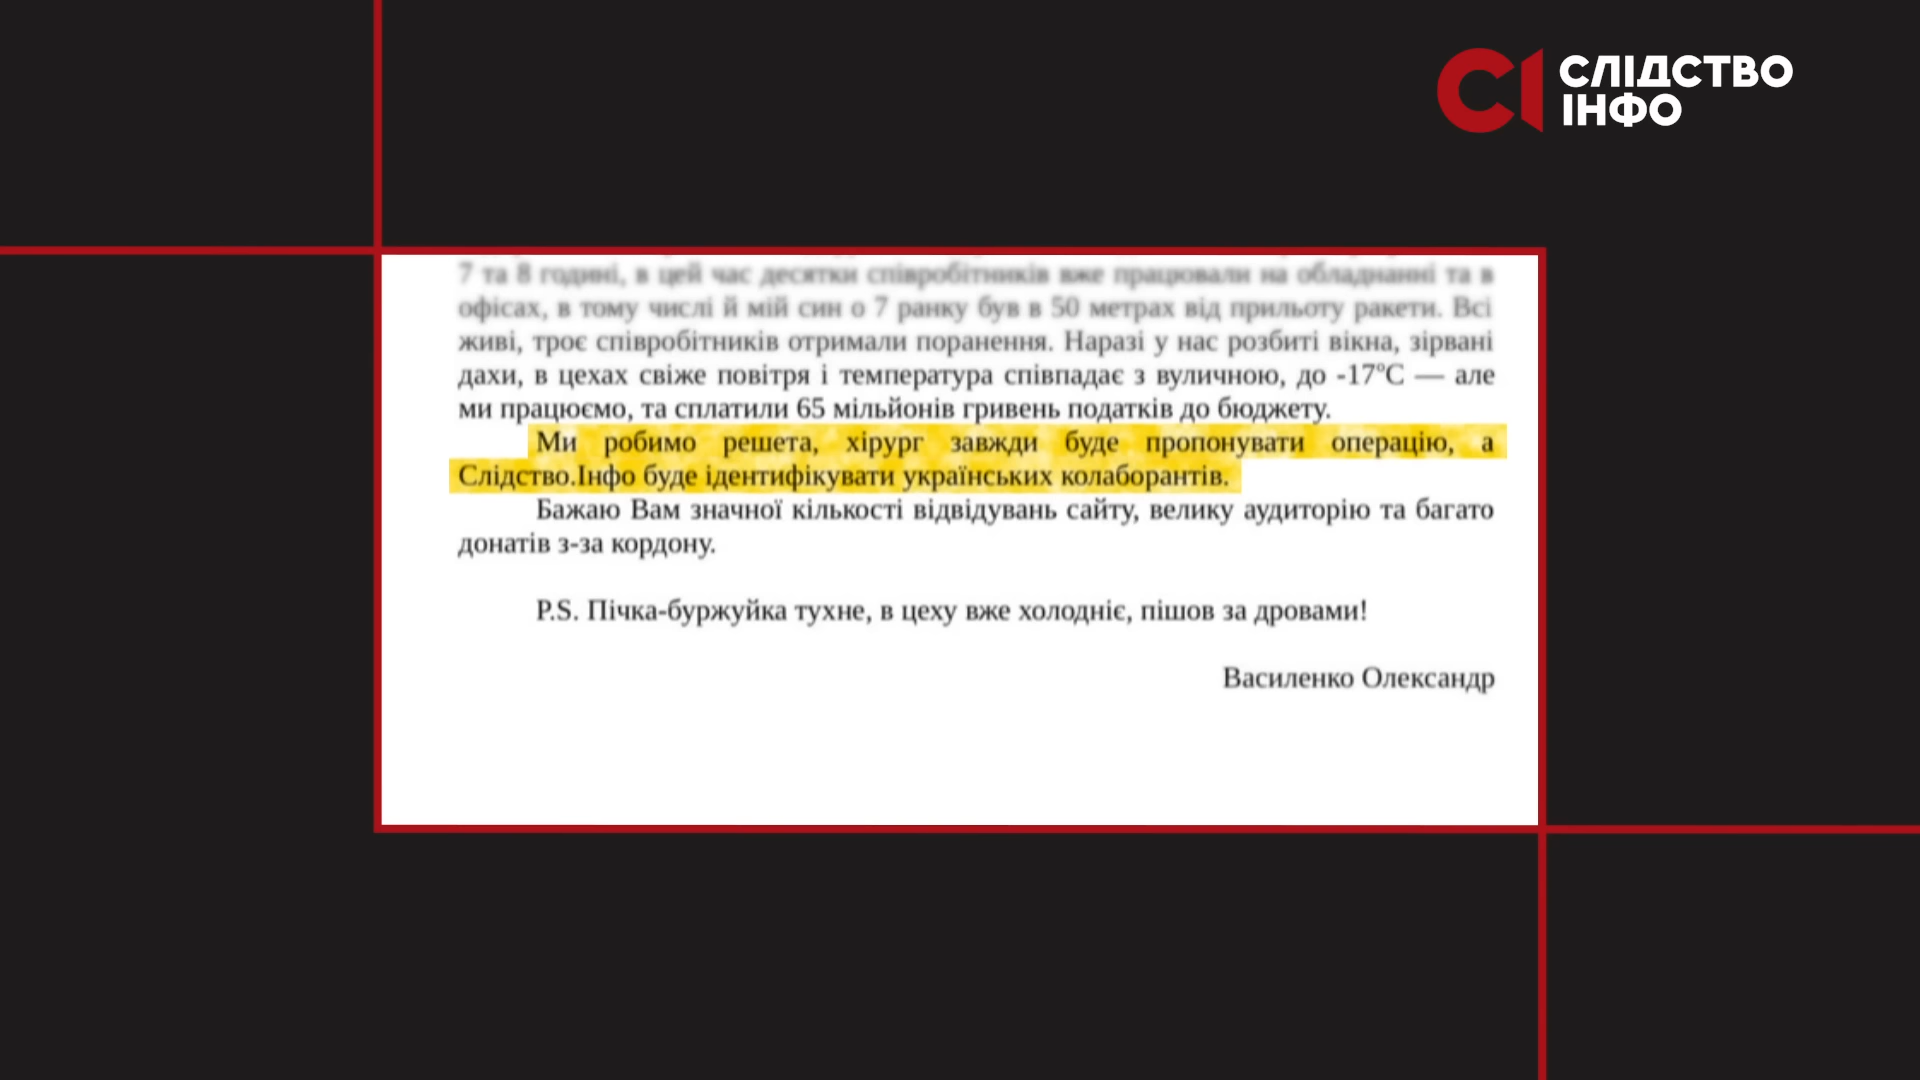 СЛІДСТВО
ІНФО
7 та 8 годині, в цей час десятки співробітників вже працювали на обладнанні та в
офісах, в тому числі й мій син о 7 ранку був в 50 метрах від прильоту ракети. Всі
живі, троє співробітників отримали поранення. Наразі у нас розбиті вікна, зірвані
дахи, в цехах свіже повітря і температура співпадає з вуличною, до -17°С — але
ми працюємо, та сплатили 65 мільйонів гривень податків до бюджету.
Ми робимо решета, хірург завжди буде пропонувати операцію, а
Слідство.Інфо буде ідентифікувати українських колаборантів.
Бажаю Вам значної кількості відвідувань сайту, велику аудиторію та багато
донатів з-за кордону.
P.S. Пічка-буржуйка тухне, в цеху вже холодніє, пішов за дровами!
Василенко Олександр